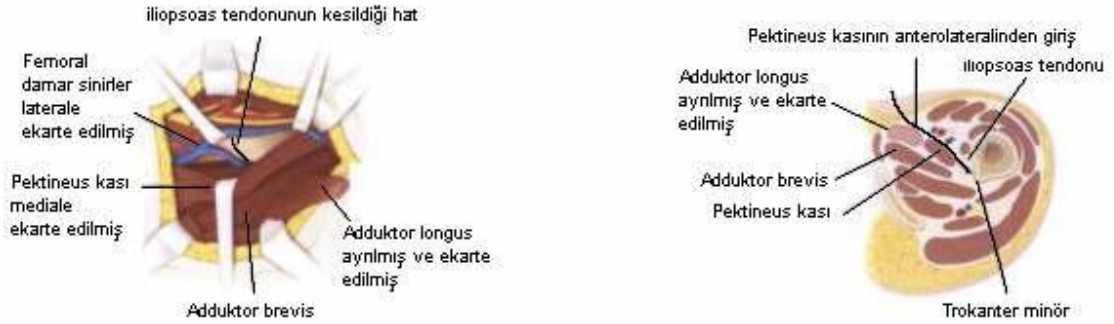 iliopsoas tendonunun kesildiği hat
Femoral
damar sinirler
laterale
ekarte edilmiş
Pektineus kası
mediale
ekarte edilmiş
Adduktor longus
ayrılmış ve ekarte
edilmiş
Adduktor brevis
Pektineus kasının anterolateralinden giriş
iliopsoas tendonu
Adduktor longus
ayrılmış ve ekarte
edilmiş
Adduktor brevis
Pektineus kası
Trokanter minör